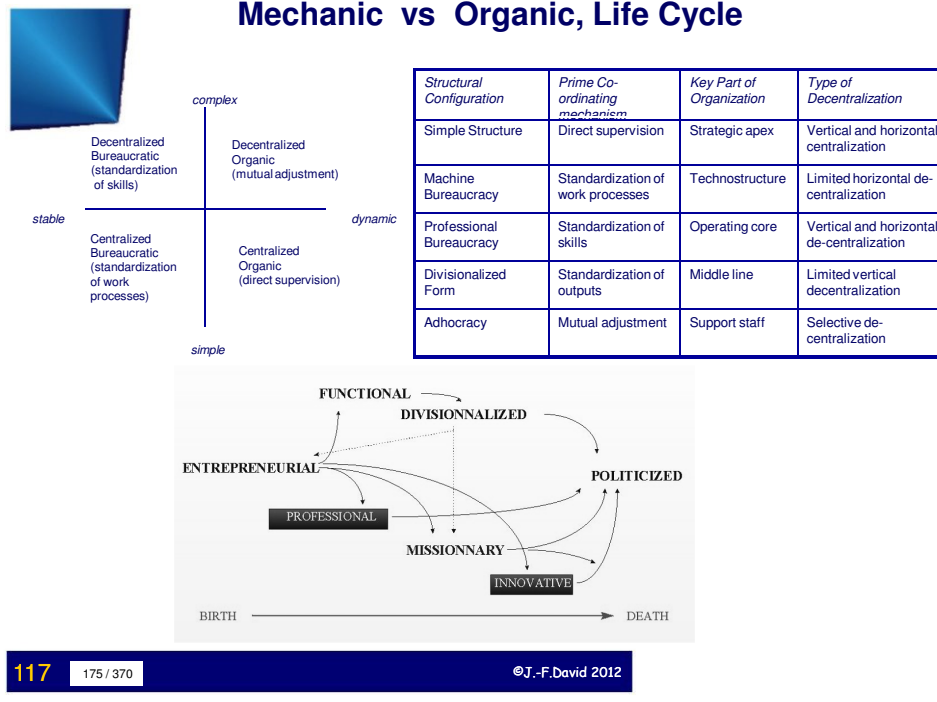 Mechanic vs Organic, Life Cycle
complex
Decentralized
Bureaucratic
(standardization
of skills)
Decentralized
Organic
(mutual adjustment)
stable
dynamic
Centralized
Bureaucratic
(standardization
of work
processes)
Centralized
Organic
(direct supervision)
simple
Structural
Configuration
Prime Co-
ordinating
mechanism
Key Part of
Organization
Type of
Decentralization
Simple Structure
Direct supervision
Strategic apex
Vertical and horizontal
centralization
Machine
Bureaucracy
Standardization of
work processes
Technostructure
Limited horizontal de-
centralization
Professional
Bureaucracy
Standardization of
skills
Operating core
Vertical and horizontal
de-centralization
Divisionalized
Form
Standardization of
outputs
Middle line
Limited vertical
decentralization
Adhocracy
Mutual adjustment
Support staff
Selective de-
centralization
FUNCTIONAL
DIVISIONNALIZED
ENTREPRENEURIAL
POLITICIZED
PROFESSIONAL
MISSIONNARY
INNOVATIVE
BIRTH
DEATH
117
175 / 370
©J.-F.David 2012